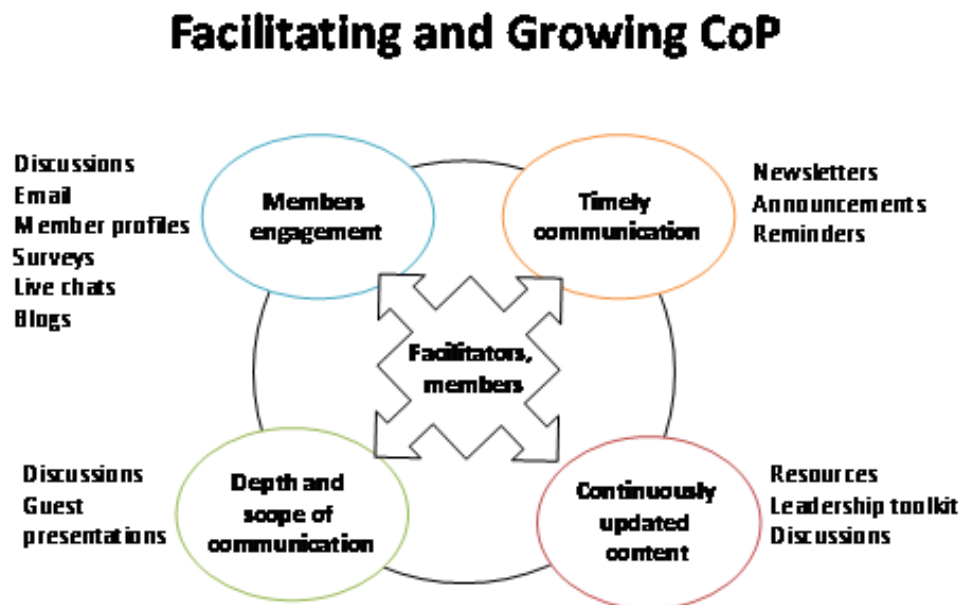 Facilitating and Growing CoP
Discussions
Email
Member profiles
Surveys
Live chats
Blogs
Members
engagement
Timely
communication
Newsletters
Announcements
Reminders
Facilitators,
members
Discussions
Guest
presentations
Depth and
scope of
communication
Continuously
updated
content
Resources
Leadership toolkit
Discussions